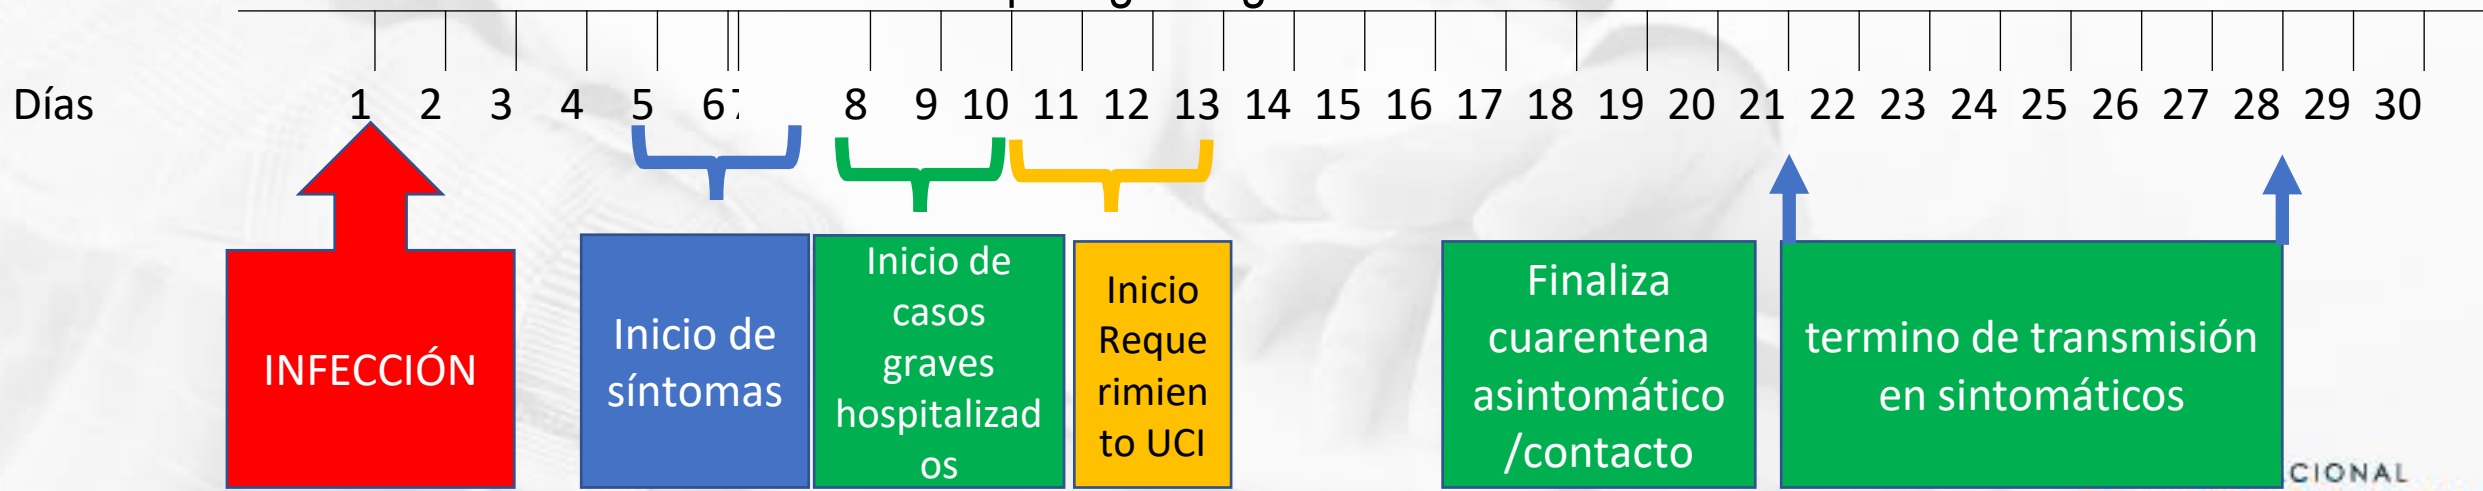 Días 1 2 3 4 5 6 7 8 9 10 11 12 13 14 15 16 17 18 19 20 21 22 23 24 25 26 27 28 29 30
INFECCIÓN
Inicio de
síntomas
Inicio de
casos
graves
hospitalizad
os
Inicio
Reque
rimien
to UCI
Finaliza
cuarentena
asintomático
/contacto
termino de transmisión
en sintomáticos
CIONAL